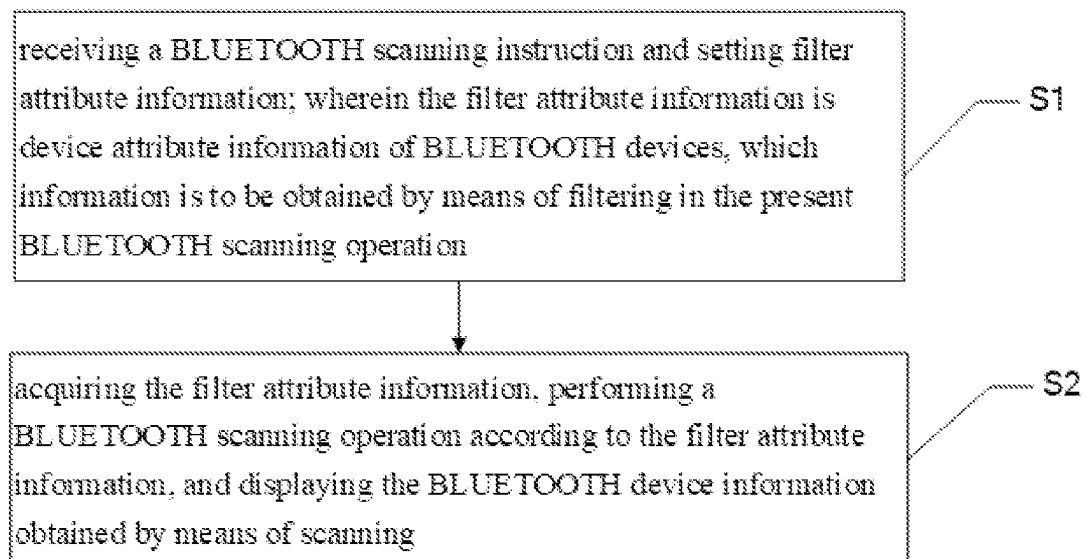 receiving a BLUETOOTH scanning instruction and setting filter
attribute information; wherein the filter attribute information is
device attribute information of BLUETOOTH devices, which
information is to be obtained by means of filtering in the present
BLUETOOTH scanning operation
S1
acquiring the filter attribute information, performing a
BLUETOOTH scanning operation according to the filter attribute
information, and displaying the BLUETOOTH device information
obtained by means of scanning
S2